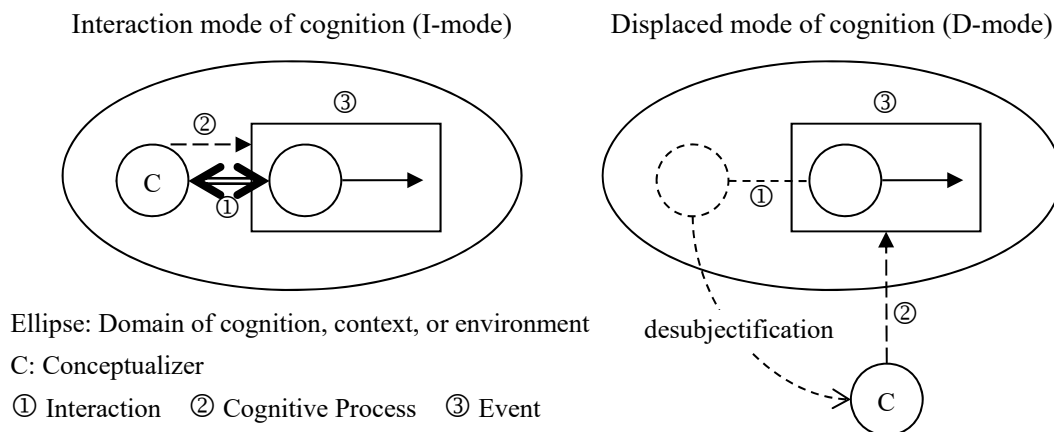 Interaction mode of cognition (I-mode)
③
②
C
①
Ellipse: Domain of cognition, context, or environment
C: Conceptualizer
① Interaction ② Cognitive Process ③ Event
Displaced mode of cognition (D-mode)
③
①
②
desubjectification
C